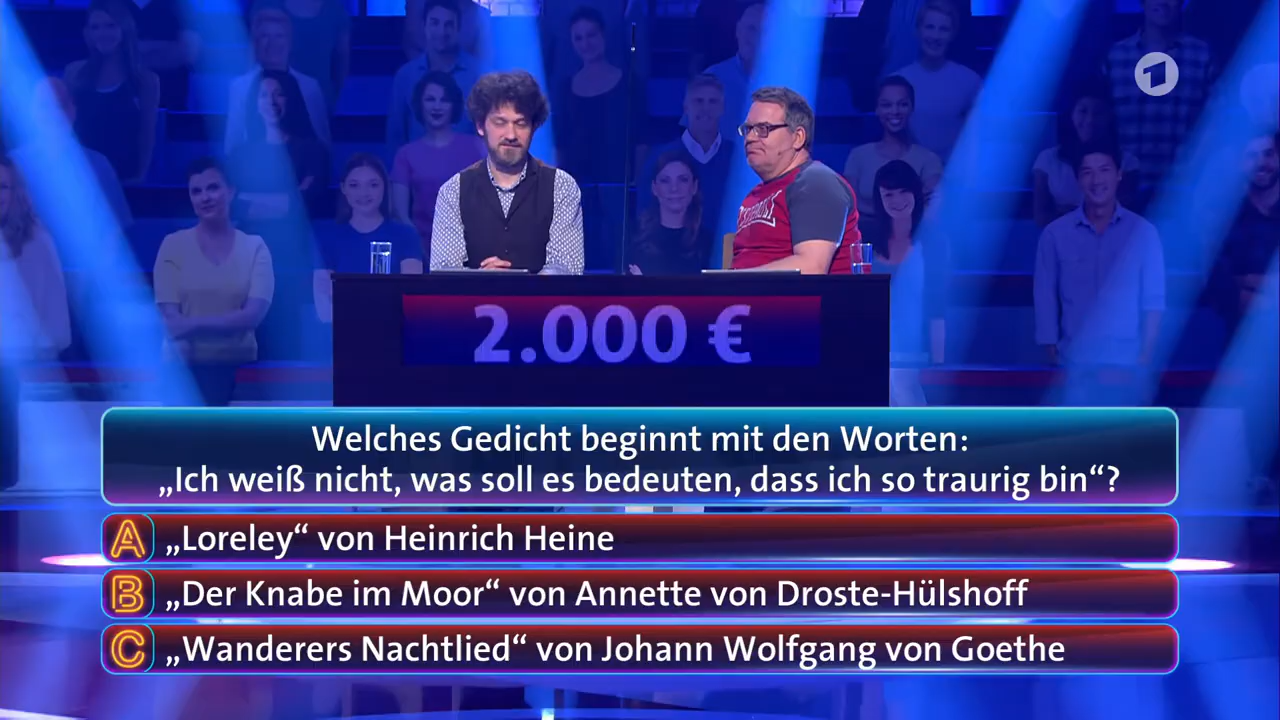 1
2.000 €
Welches Gedicht beginnt mit den Worten:
„Ich weiß nicht, was soll es bedeuten, dass ich so traurig bin“?
A „Loreley“ von Heinrich Heine
B „Der Knabe im Moor“ von Annette von Droste-Hülshoff
C „Wanderers Nachtlied“ von Johann Wolfgang von Goethe